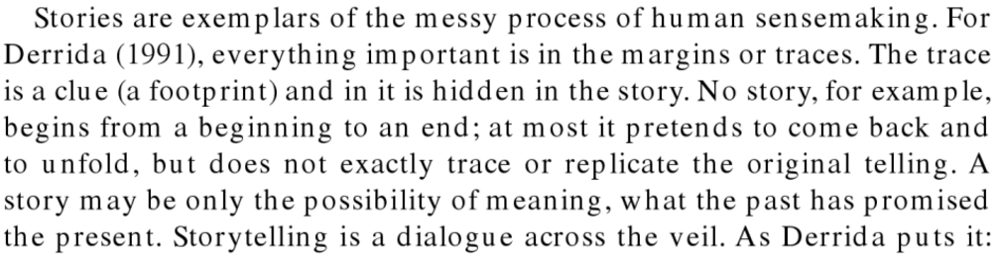 Stories are exemplars of the messy process of human sensemaking. For
Derrida (1991), everything important is in the margins or traces. The trace
is a clue (a footprint) and in it is hidden in the story. No story, for example,
begins from a beginning to an end; at most it pretends to come back and
to unfold, but does not exactly trace or replicate the original telling. A
story may be only the possibility of meaning, what the past has promised
the present. Storytelling is a dialogue across the veil. As Derrida puts it: